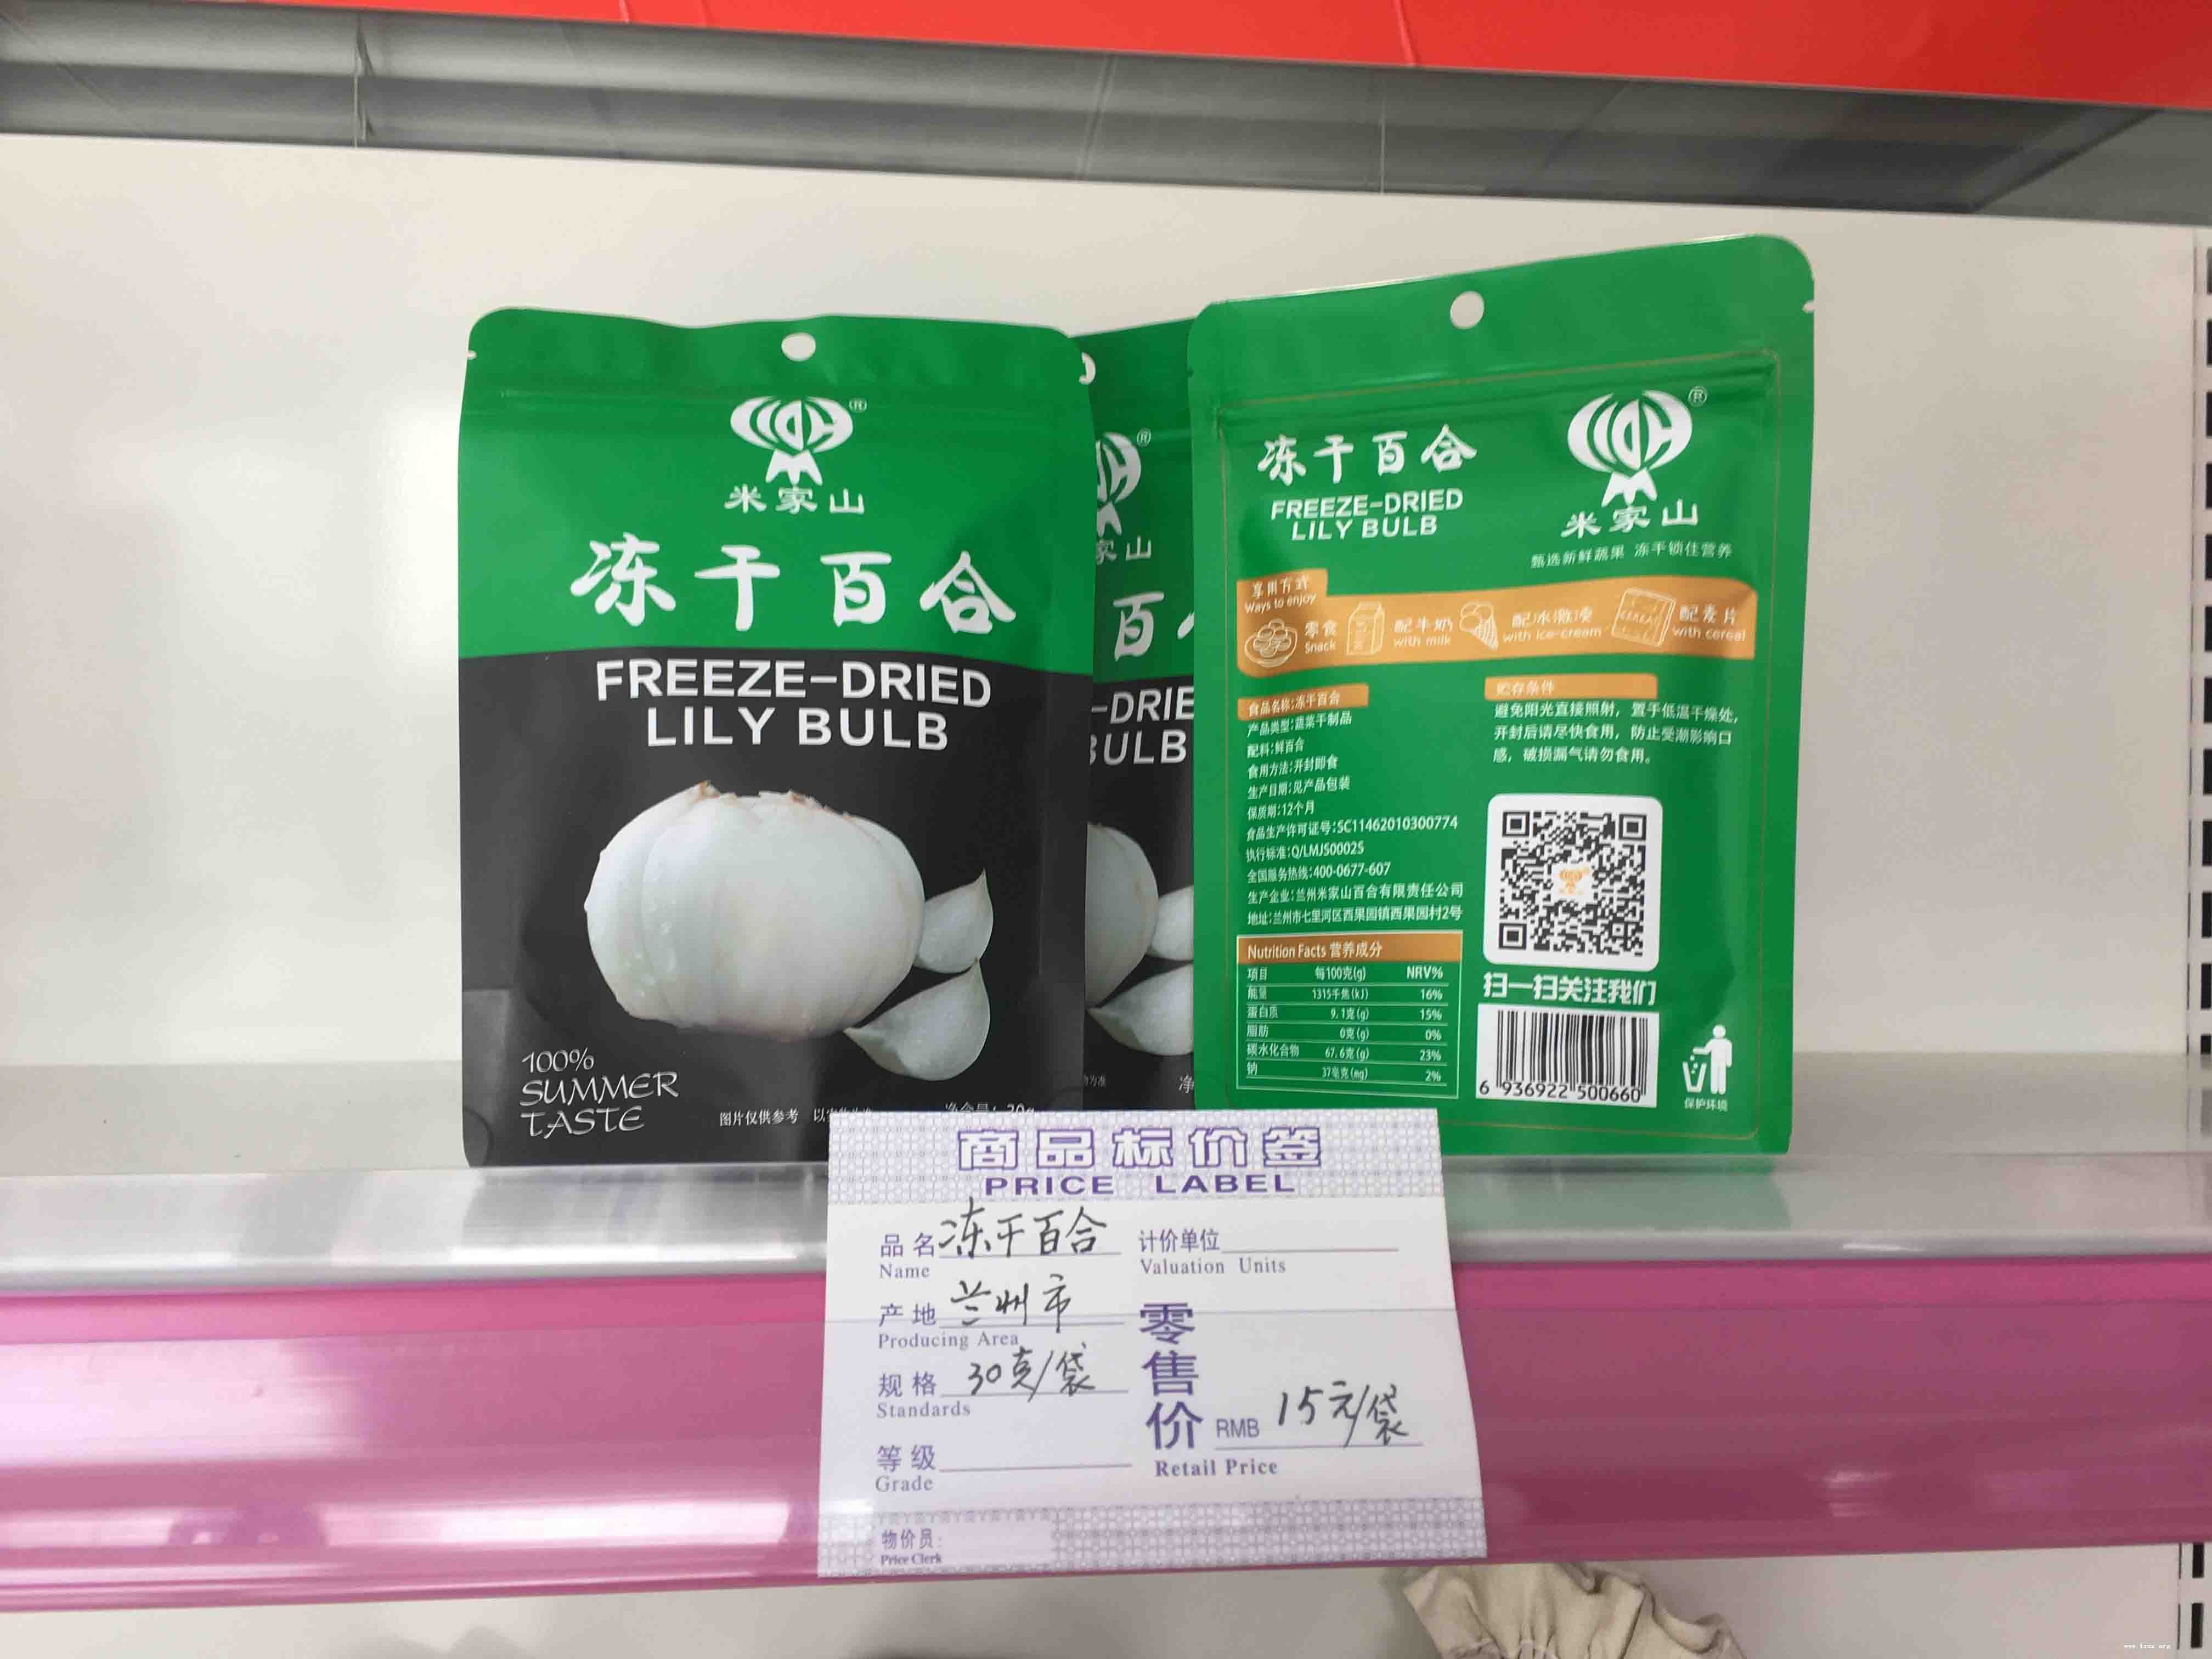 米家山
冻干百合
FREEZE-DRIED
LILY BULB
100%
SUMMER
TASTE
图片仅供参考
®
家山
百
-DRIE
BULB
净
冻干百合
FREEZE-DRIED
LILY BULB
®
米家山
甄选新鲜蔬果 冻干锁住营养
享用方式
Ways to enjoy
零食
Snack
配牛奶
with milk
配冰激凌
with ice-cream
CEREAL
配麦片
with cereal
食品名称:冻干百合
产品类型:蔬菜干制品
配料:鲜百合
食用方法:开封即食
生产日期:见产品包装
保质期:12个月
食品生产许可证号:SC11462010300774
执行标准:Q/LMJS0002S
全国服务热线:400-0677-607
生产企业:兰州米家山百合有限责任公司
地址:兰州市七里河区西果园镇西果园村2号
贮存条件
避免阳光直接照射，置于低温干燥处，
开封后请尽快食用，防止受潮影响口
感，破损漏气请勿食用。
Nutrition Facts 营养成分
项目 每100克(g) NRV%
能量 1315千焦(kJ) 16%
蛋白质 9.1克(g) 15%
脂肪 0克(g) 0%
碳水化合物 67.6克(g) 23%
钠 37毫克(mg) 2%
扫一扫关注我们
6 936922 500660
保护环境
商品标价签
PRICE LABEL
品名 冻干百合
Name
计价单位
Valuation Units
产地 兰州市
Producing Area
规格 30克/袋
Standards
等级
Grade
零售价 RMB 15元/袋
Retail Price
物价员:
Price Clerk